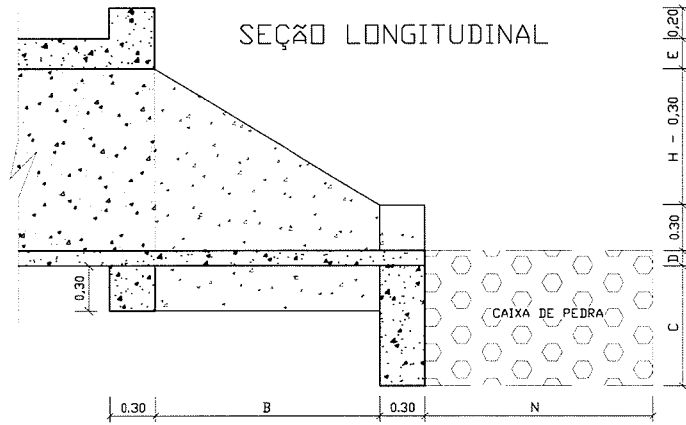 SEÇÃO LONGITUDINAL
0,20
E
H - 0,30
0.30
D
C
0,30
CAIXA DE PEDRA
0.30
B
0.30
N